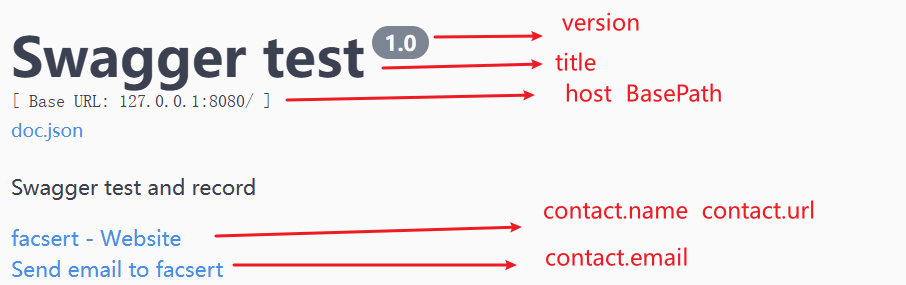 Swagger test 1.0 version
title
[ Base URL: 127.0.0.1:8080/ ] host BasePath
doc.json
Swagger test and record
contact.name contact.url
facsert - Website
Send email to facsert contact.email